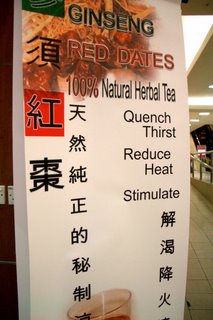 GINSENG
RED DATES
100% Natural Herbal Tea
須
紅
棗
Quench
Thirst
Reduce
Heat
Stimulate
天然純正的秘制
解渴降火